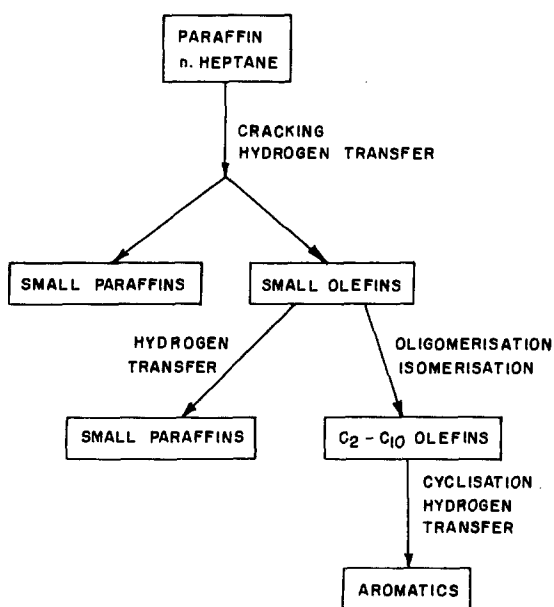 PARAFFIN
n. HEPTANE
CRACKING
HYDROGEN TRANSFER
SMALL PARAFFINS
SMALL OLEFINS
HYDROGEN
TRANSFER
OLIGOMERISATION
ISOMERISATION
SMALL PARAFFINS
C₂ – C₁₀ OLEFINS
CYCLISATION
HYDROGEN
TRANSFER
AROMATICS